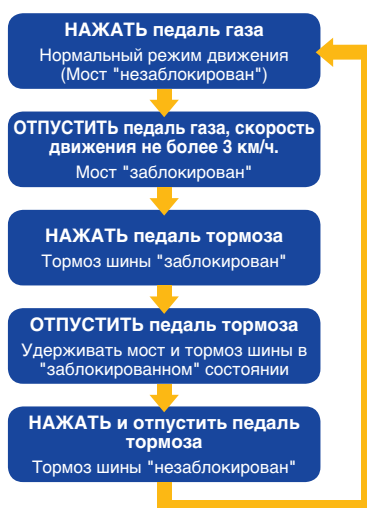 НАЖАТЬ педаль газа
Нормальный режим движения
(Мост "незаблокирован")
ОТПУСТИТЬ педаль газа, скорость
движения не более 3 км/ч.
Мост "заблокирован"
НАЖАТЬ педаль тормоза
Тормоз шины "заблокирован"
ОТПУСТИТЬ педаль тормоза
Удерживать мост и тормоз шины в
"заблокированном" состоянии
НАЖАТЬ и отпустить педаль
тормоза
Тормоз шины "незаблокирован"